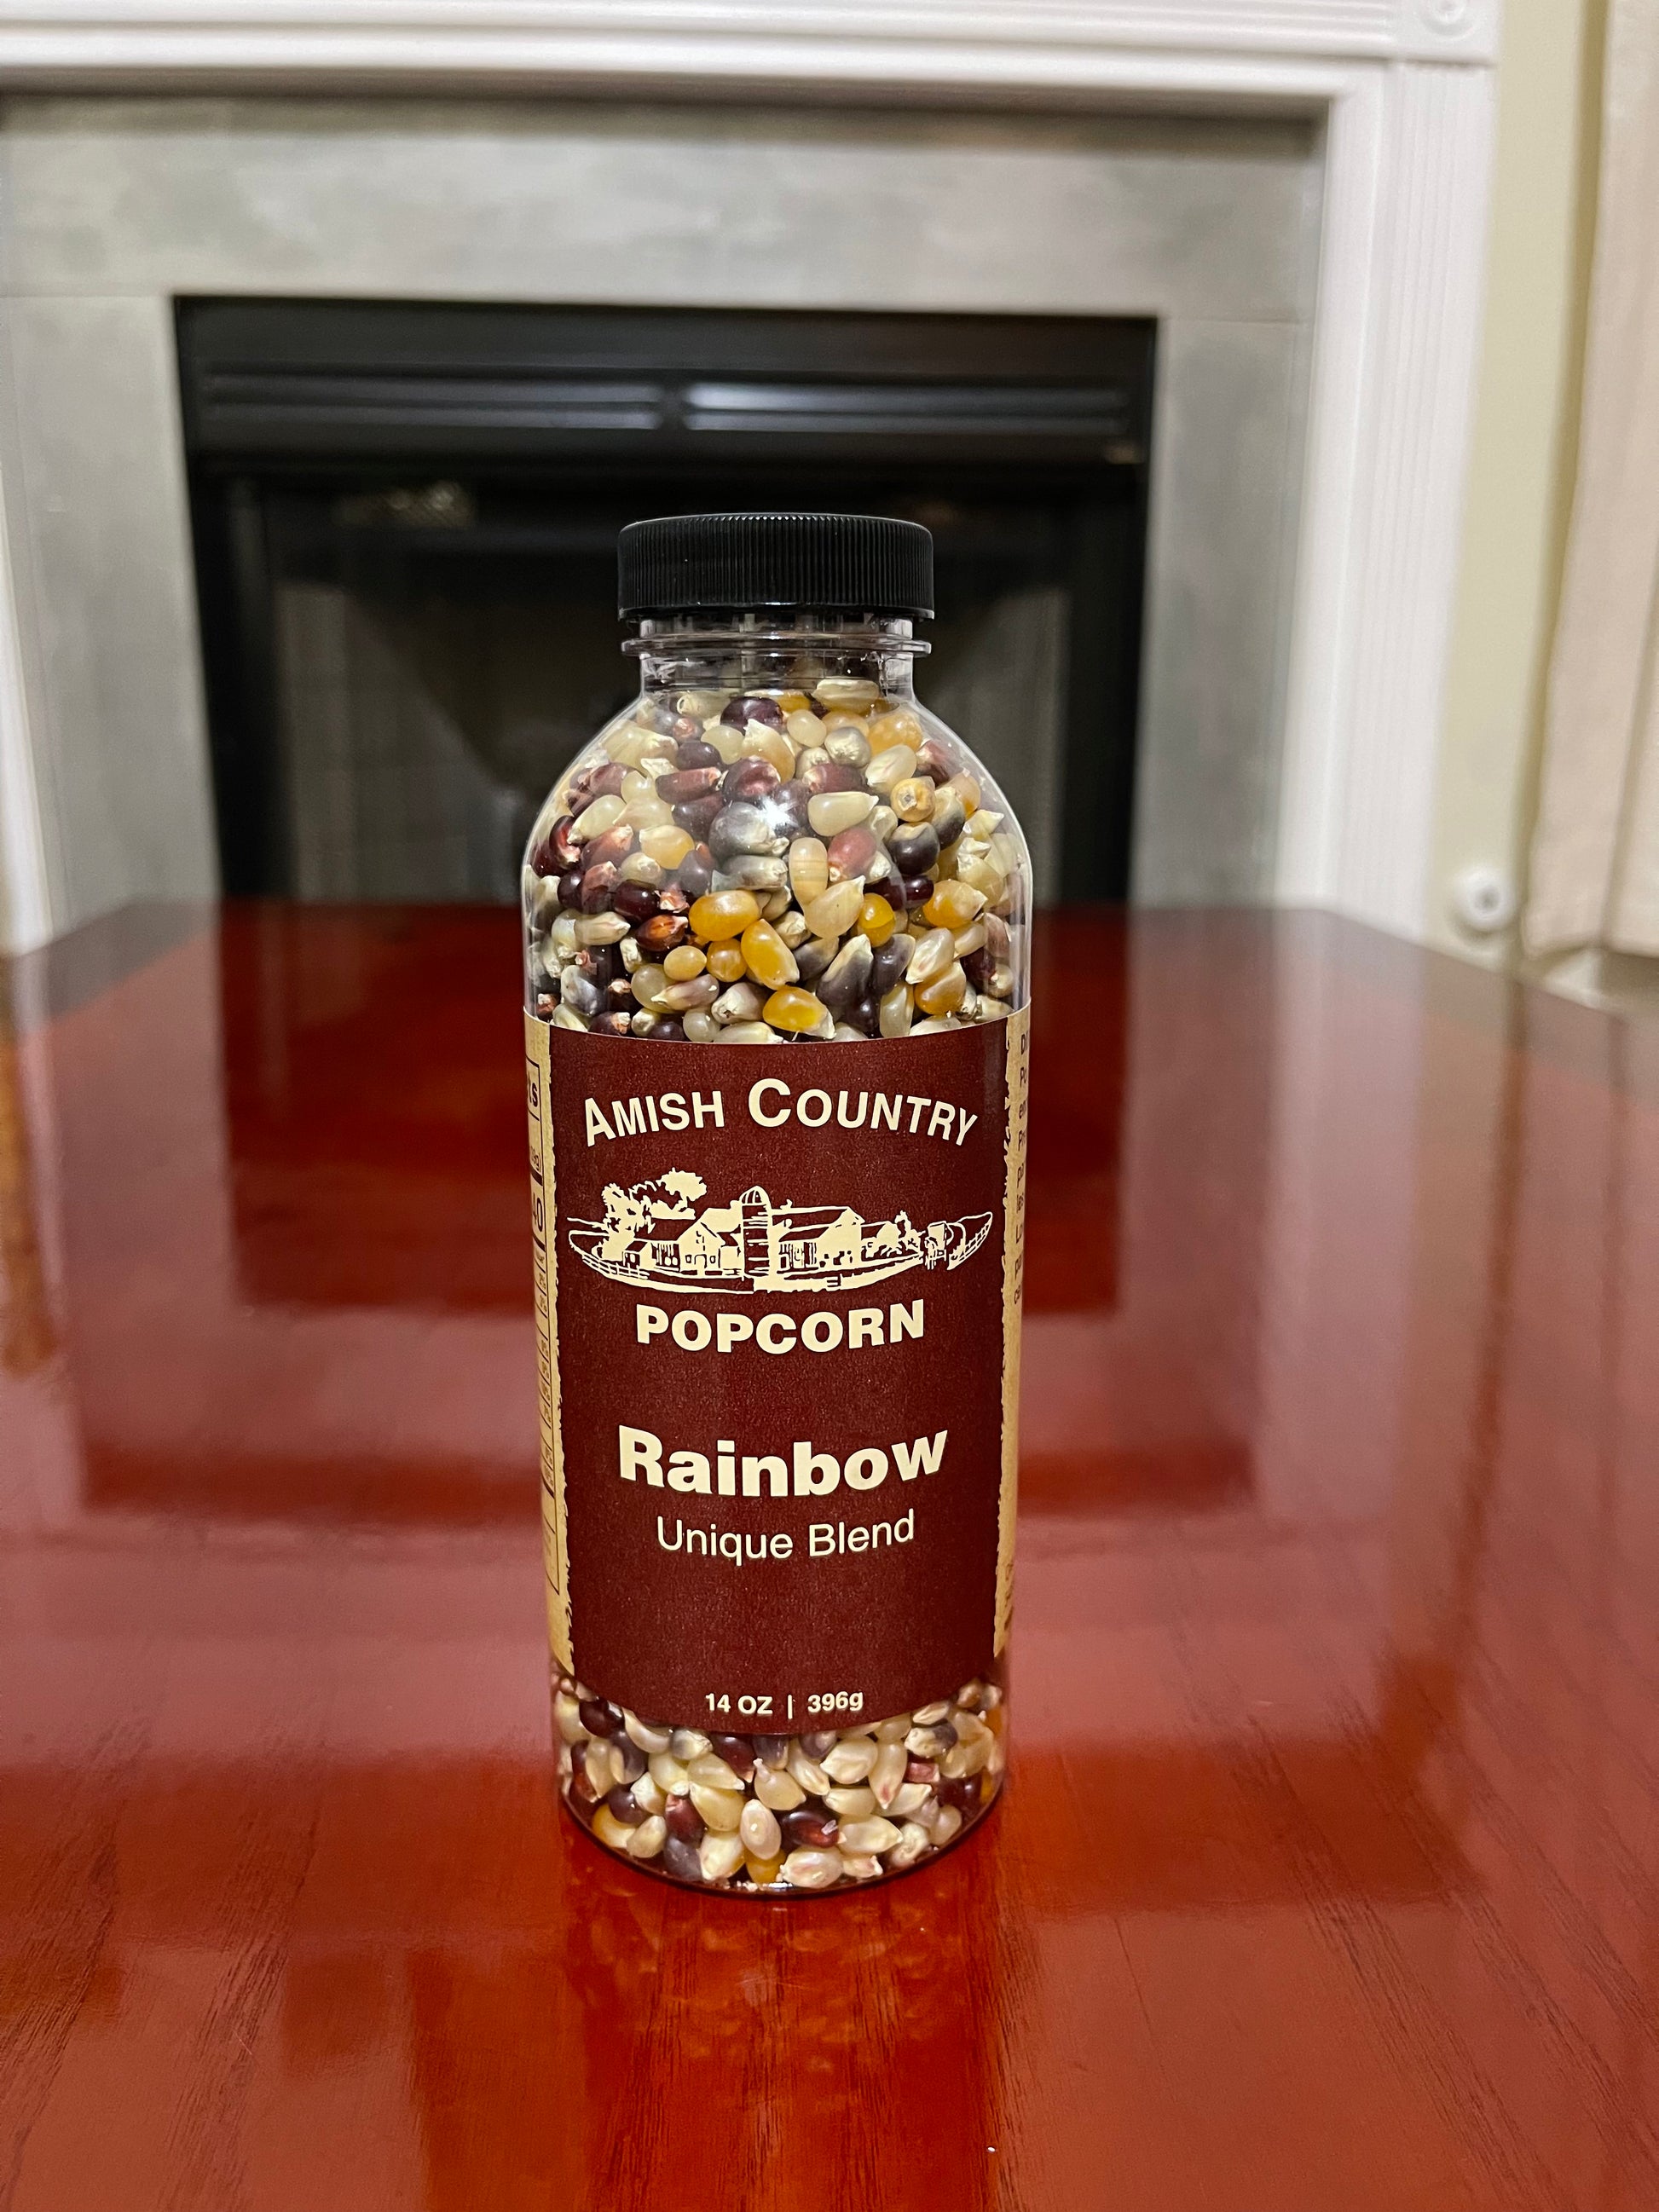 AMISH COUNTRY
POPCORN
Rainbow
Unique Blend
14 OZ | 396g